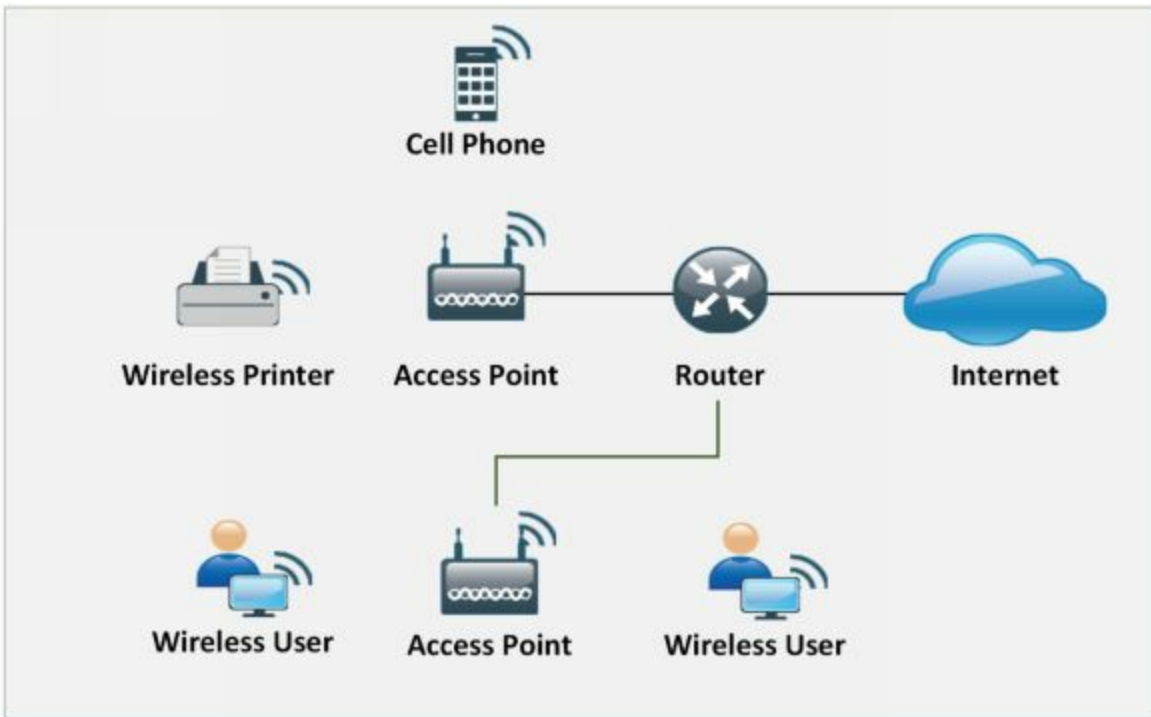 Cell Phone
Wireless Printer
Access Point
Router
Internet
Wireless User
Access Point
Wireless User